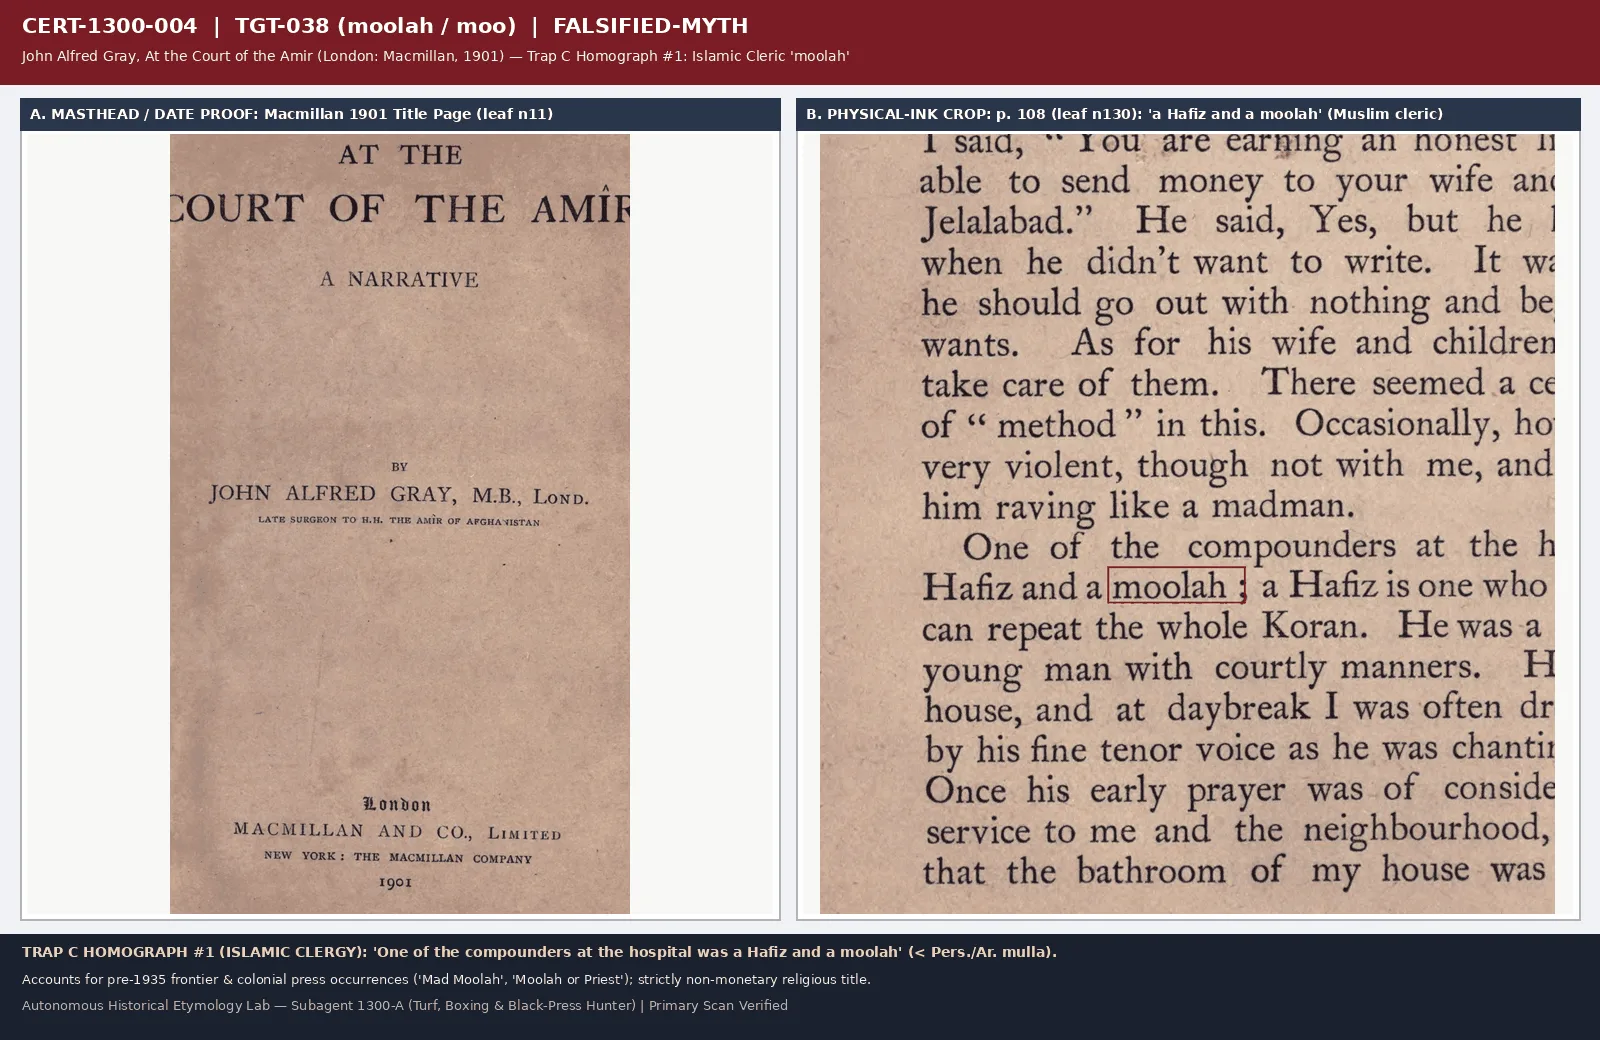 CERT-1300-004 | TGT-038 (moolah / moo) | FALSIFIED-MYTH
John Alfred Gray, At the Court of the Amir (London: Macmillan, 1901) — Trap C Homograph #1: Islamic Cleric 'moolah'
A. MASTHEAD / DATE PROOF: Macmillan 1901 Title Page (leaf n11)
AT THE
COURT OF THE AMÎR
A NARRATIVE
BY
JOHN ALFRED GRAY, M.B., LOND.
LATE SURGEON TO H.H. THE AMÎR OF AFGHANISTAN
London
MACMILLAN AND CO., LIMITED
NEW YORK: THE MACMILLAN COMPANY
1901
B. PHYSICAL-INK CROP: p. 108 (leaf n130): 'a Hafiz and a moolah' (Muslim cleric)
I said, “ You are earning an honest
able to send money to your wife and
Jelalabad.” He said, Yes, but he
when he didn’t want to write. It
he should go out with nothing and
wants. As for his wife and children
take care of them. There seemed a
of “ method ” in this. Occasionally,
very violent, though not with me, and
him raving like a madman.
One of the compounders at the
Hafiz and a moolah ; a Hafiz is one who
can repeat the whole Koran. He was a
young man with courtly manners.
house, and at daybreak I was often
by his fine tenor voice as he was
Once his early prayer was of
service to me and the neighbourhood,
that the bathroom of my house was
TRAP C HOMOGRAPH #1 (ISLAMIC CLERGY): 'One of the compounders at the hospital was a Hafiz and a moolah' (< Pers./Ar. mulla).
Accounts for pre-1935 frontier & colonial press occurrences ('Mad Moolah', 'Moolah or Priest'); strictly non-monetary religious title.
Autonomous Historical Etymology Lab — Subagent 1300-A (Turf, Boxing & Black-Press Hunter) | Primary Scan Verified